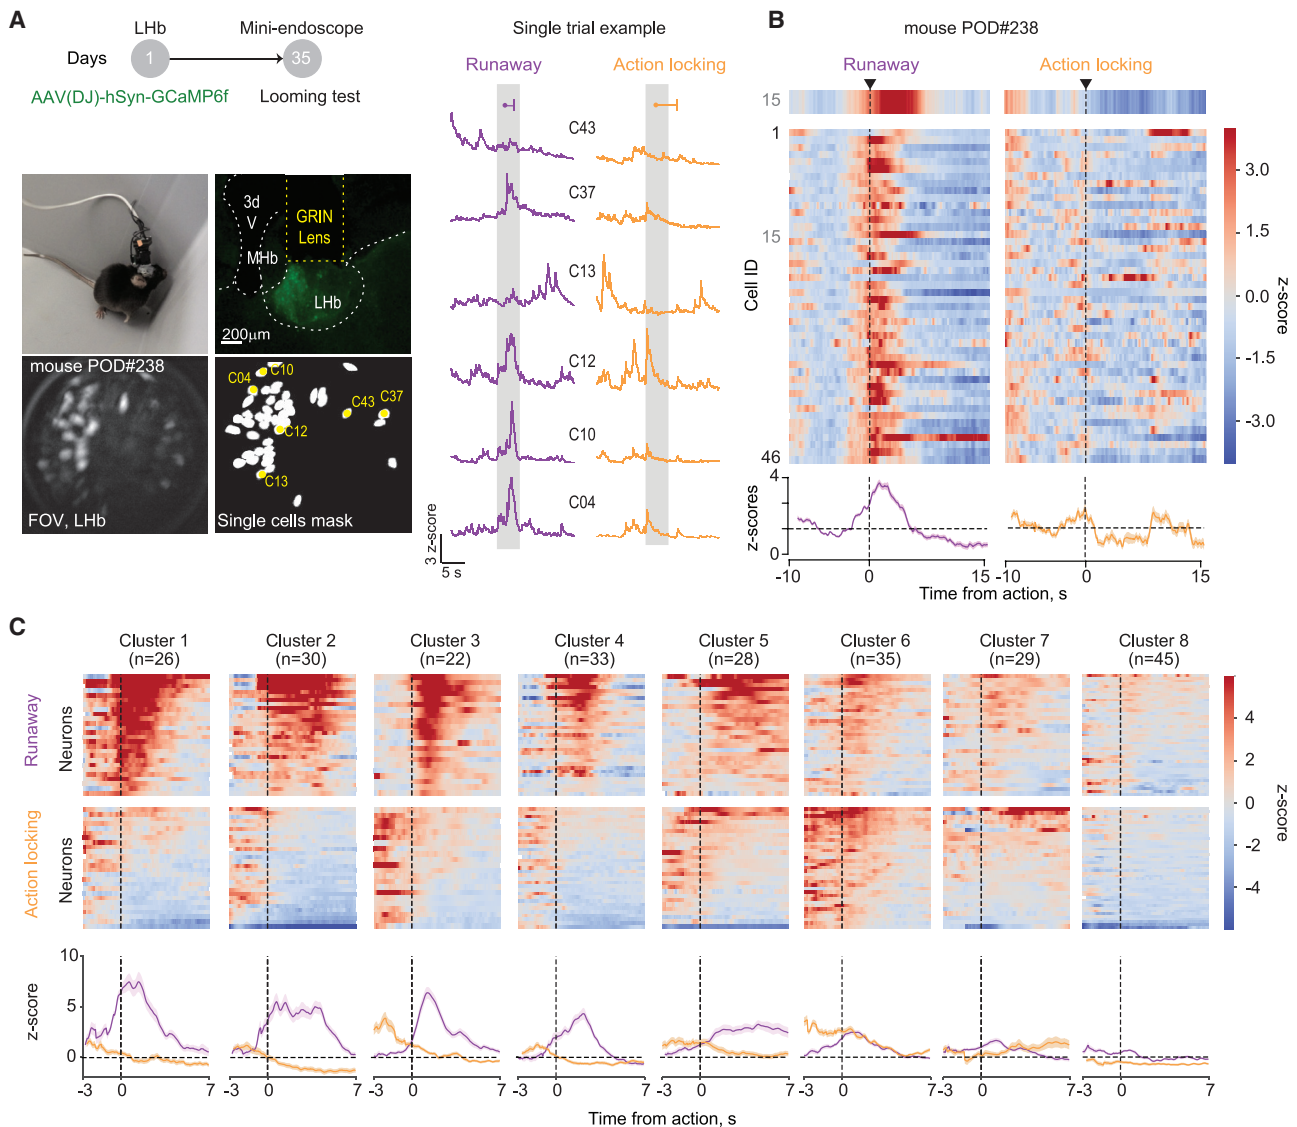 A
LHb
Mini-endoscope
Days
1
35
AAV(DJ)-hSyn-GCaMP6f
Looming test
3d
V
MHb
GRIN
Lens
LHb
200μm
mouse POD#238
FOV, LHb
C04
C10
C43
C37
C12
C13
Single cells mask
Single trial example
Runaway
Action locking
C43
C37
C13
C12
C10
C04
3 z-score
5 s
B
mouse POD#238
Runaway
Action locking
15
1
15
46
Cell ID
3.0
1.5
0.0
-1.5
-3.0
z-score
4
0
z-scores
-10
0
15
-10
0
15
Time from action, s
C
Cluster 1
(n=26)
Cluster 2
(n=30)
Cluster 3
(n=22)
Cluster 4
(n=33)
Cluster 5
(n=28)
Cluster 6
(n=35)
Cluster 7
(n=29)
Cluster 8
(n=45)
Runaway
Neurons
Action locking
Neurons
4
2
0
-2
-4
z-score
10
5
0
z-score
-3 0 7
-3 0 7
-3 0 7
-3 0 7
-3 0 7
-3 0 7
-3 0 7
-3 0 7
Time from action, s